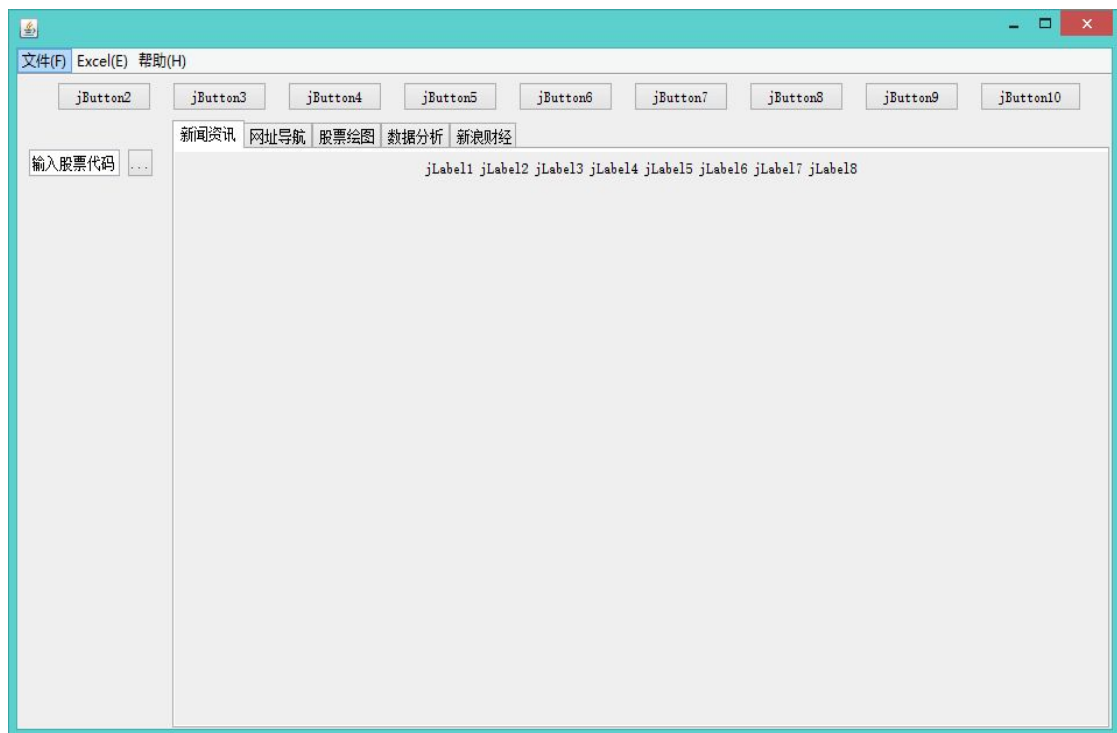 文件(F) Excel(E) 帮助(H)
jButton2 jButton3 jButton4 jButton5 jButton6 jButton7 jButton8 jButton9 jButton10
新闻资讯 网址导航 股票绘图 数据分析 新浪财经
输入股票代码 ...
jLabel1 jLabel2 jLabel3 jLabel4 jLabel5 jLabel6 jLabel7 jLabel8